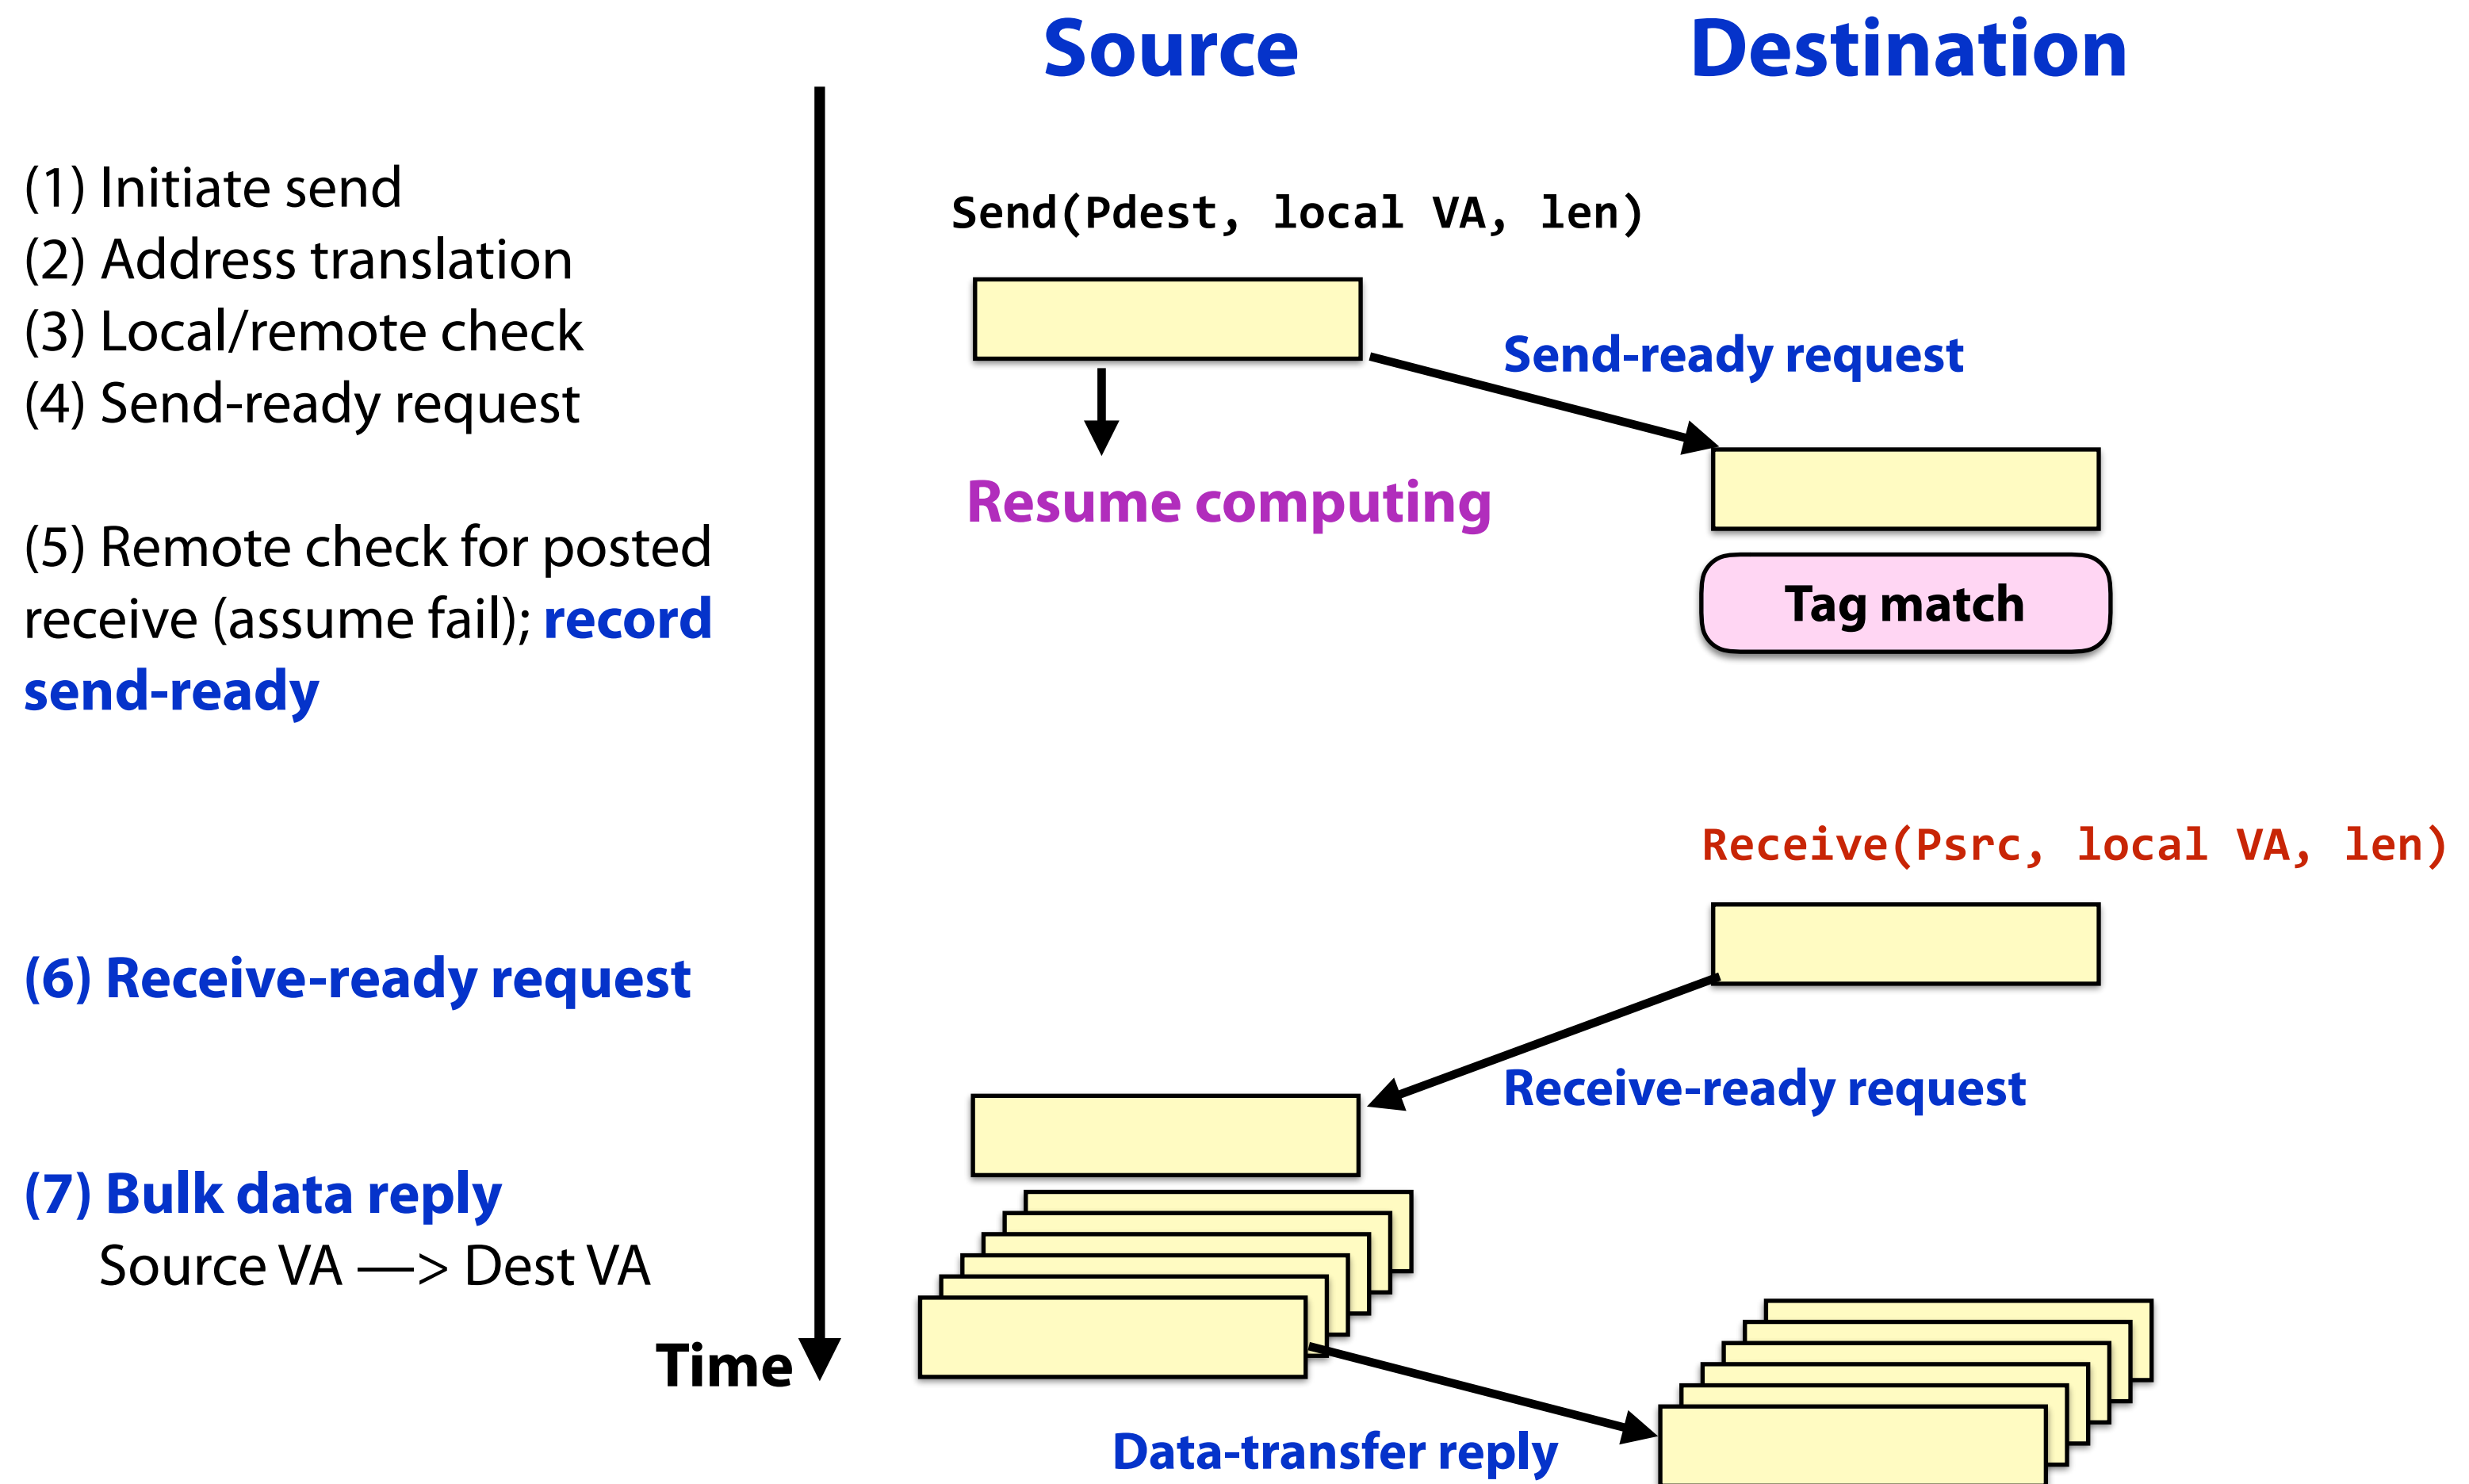 Source
Destination
(1) Initiate send
(2) Address translation
(3) Local/remote check
(4) Send-ready request
(5) Remote check for posted
receive (assume fail); record
send-ready
(6) Receive-ready request
(7) Bulk data reply
Source VA —> Dest VA
Time
Send(Pdest, local VA, len)
Send-ready request
Resume computing
Tag match
Receive(Psrc, local VA, len)
Receive-ready request
Data-transfer reply